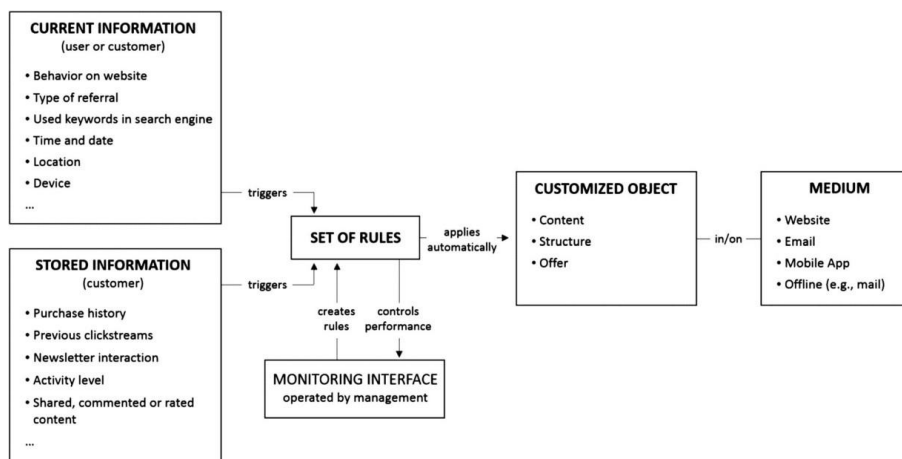 CURRENT INFORMATION
(user or customer)
• Behavior on website
• Type of referral
• Used keywords in search engine
• Time and date
• Location
• Device
...
triggers
STORED INFORMATION
(customer)
• Purchase history
• Previous clickstreams
• Newsletter interaction
• Activity level
• Shared, commented or rated
content
...
triggers
SET OF RULES
creates
rules
controls
performance
MONITORING INTERFACE
operated by management
applies
automatically
CUSTOMIZED OBJECT
• Content
• Structure
• Offer
in/on
MEDIUM
• Website
• Email
• Mobile App
• Offline (e.g., mail)